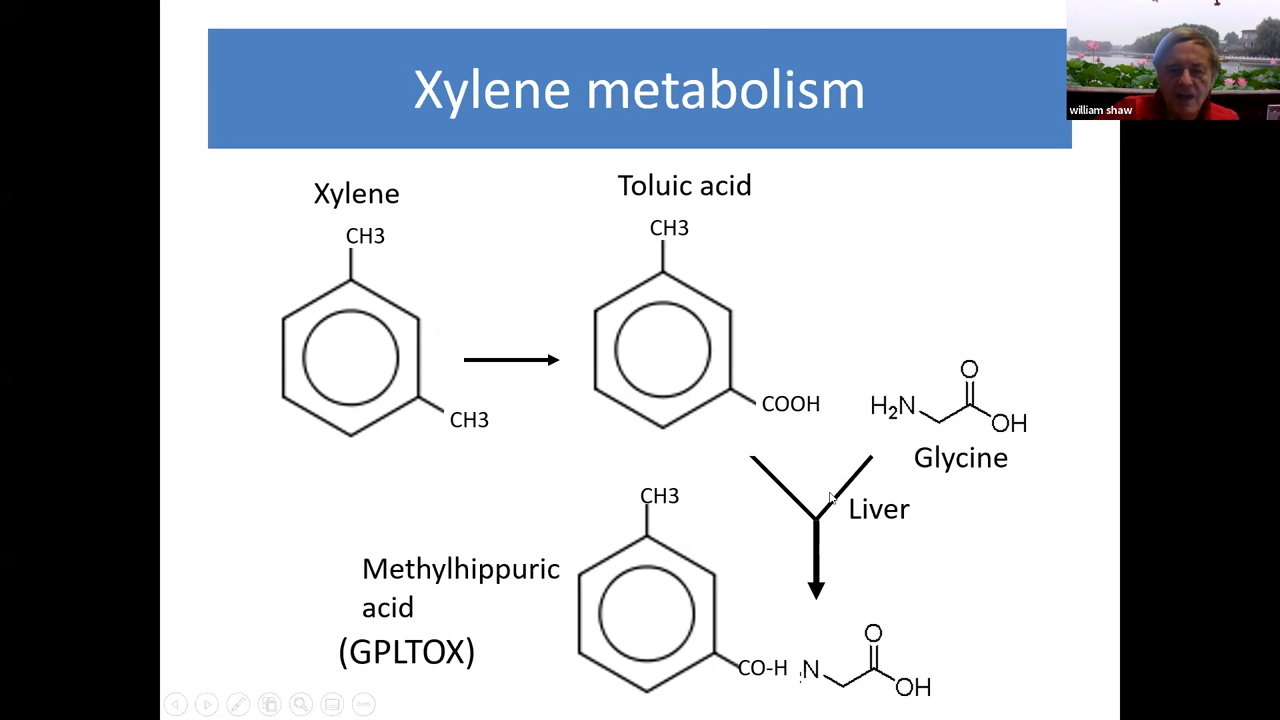 Xylene metabolism
william shaw
Xylene
Toluic acid
CH3
CH3
CH3
COOH
O
H₂N
OH
Glycine
Liver
CH3
Methylhippuric
acid
(GPLTOX)
CO-H
N
O
OH